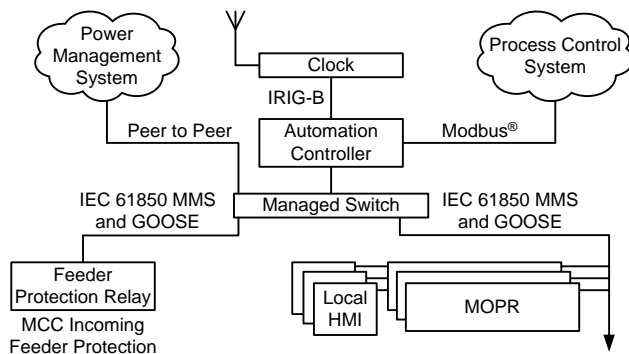 Power
Management
System
Clock
Process Control
System
IRIG-B
Peer to Peer
Automation
Controller
Modbus®
IEC 61850 MMS
and GOOSE
Managed Switch
IEC 61850 MMS
and GOOSE
Feeder
Protection Relay
MCC Incoming
Feeder Protection
Local
HMI
MOPR